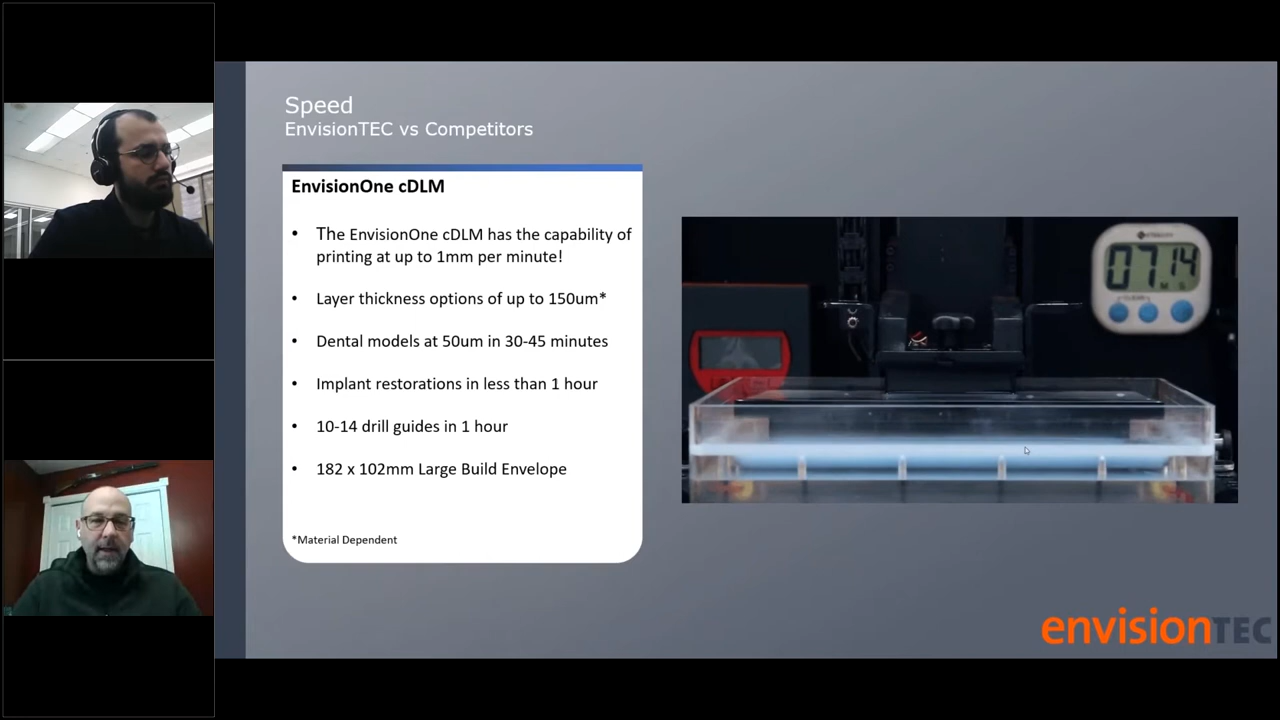 Speed
EnvisionTEC vs Competitors
EnvisionOne cDLM
• The EnvisionOne cDLM has the capability of
printing at up to 1mm per minute!
• Layer thickness options of up to 150um*
• Dental models at 50um in 30-45 minutes
• Implant restorations in less than 1 hour
• 10-14 drill guides in 1 hour
• 182 x 102mm Large Build Envelope
*Material Dependent
07:14
M S
CLEAR
envisionTEC